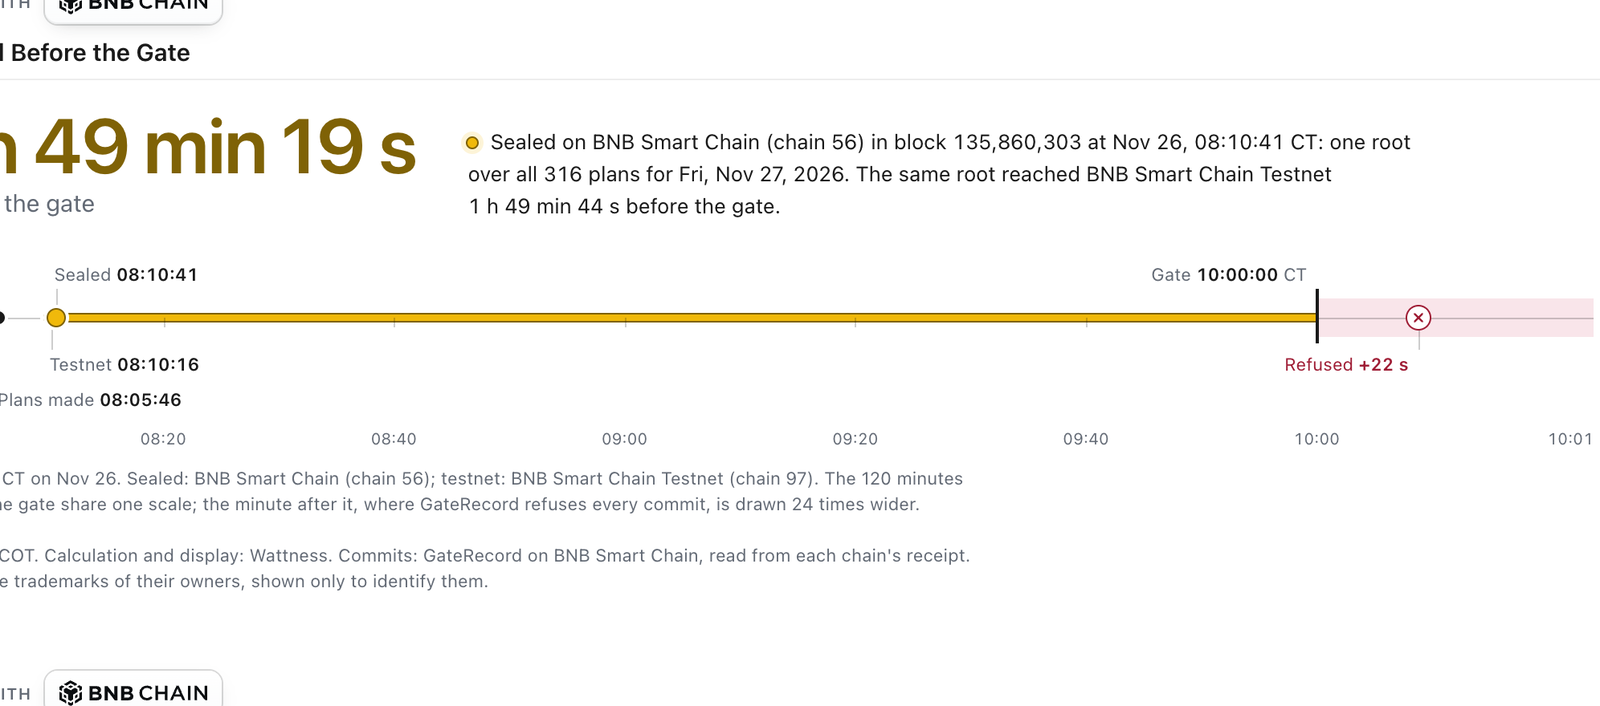 ITH BNB CHAIN
Before the Gate
49 min 19 s
the gate
Sealed on BNB Smart Chain (chain 56) in block 135,860,303 at Nov 26, 08:10:41 CT: one root
over all 316 plans for Fri, Nov 27, 2026. The same root reached BNB Smart Chain Testnet
1 h 49 min 44 s before the gate.
Sealed 08:10:41
Gate 10:00:00 CT
Testnet 08:10:16
Refused +22 s
Plans made 08:05:46
08:20 08:40 09:00 09:20 09:40 10:00 10:01
CT on Nov 26. Sealed: BNB Smart Chain (chain 56); testnet: BNB Smart Chain Testnet (chain 97). The 120 minutes
gate share one scale; the minute after it, where GateRecord refuses every commit, is drawn 24 times wider.
COT. Calculation and display: Wattness. Commits: GateRecord on BNB Smart Chain, read from each chain's receipt.
trademarks of their owners, shown only to identify them.
ITH BNB CHAIN